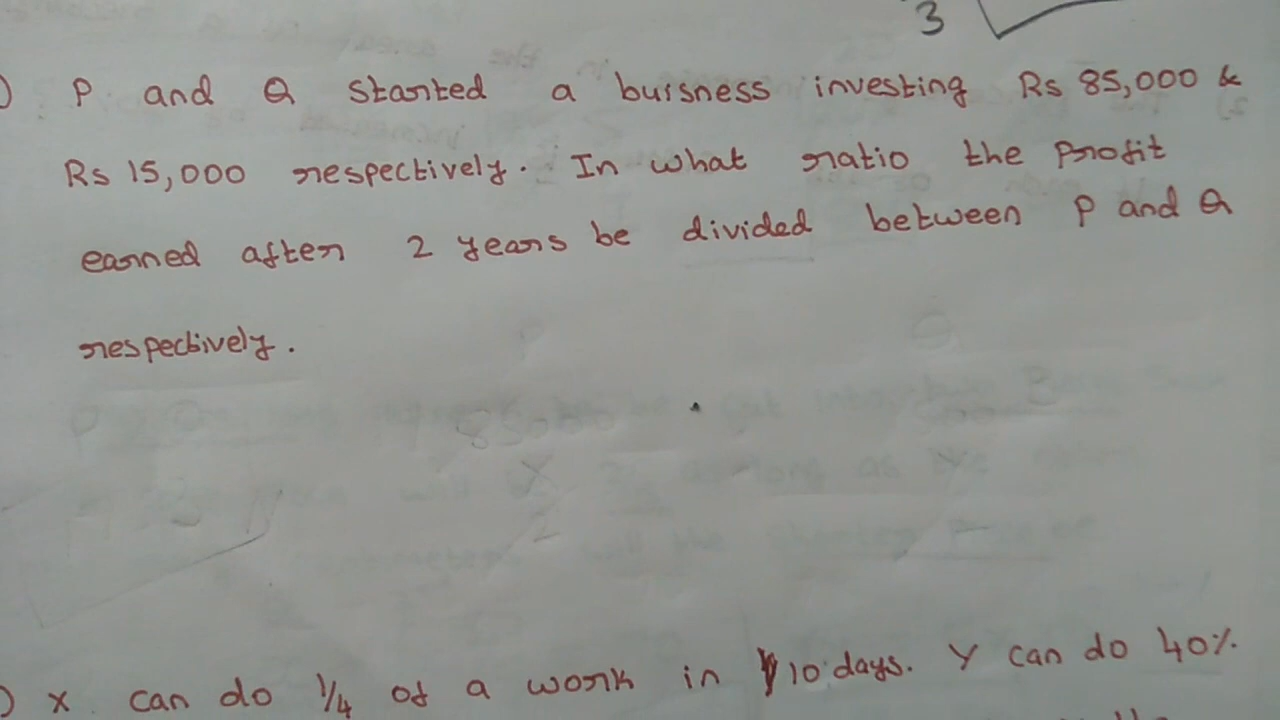 3
) P and Q started a buisness investing Rs 85,000 &
Rs 15,000 respectively. In what ratio the profit
earned after 2 years be divided between P and Q
respectively.
) X can do 1/4 of a work in 10 days. Y can do 40%